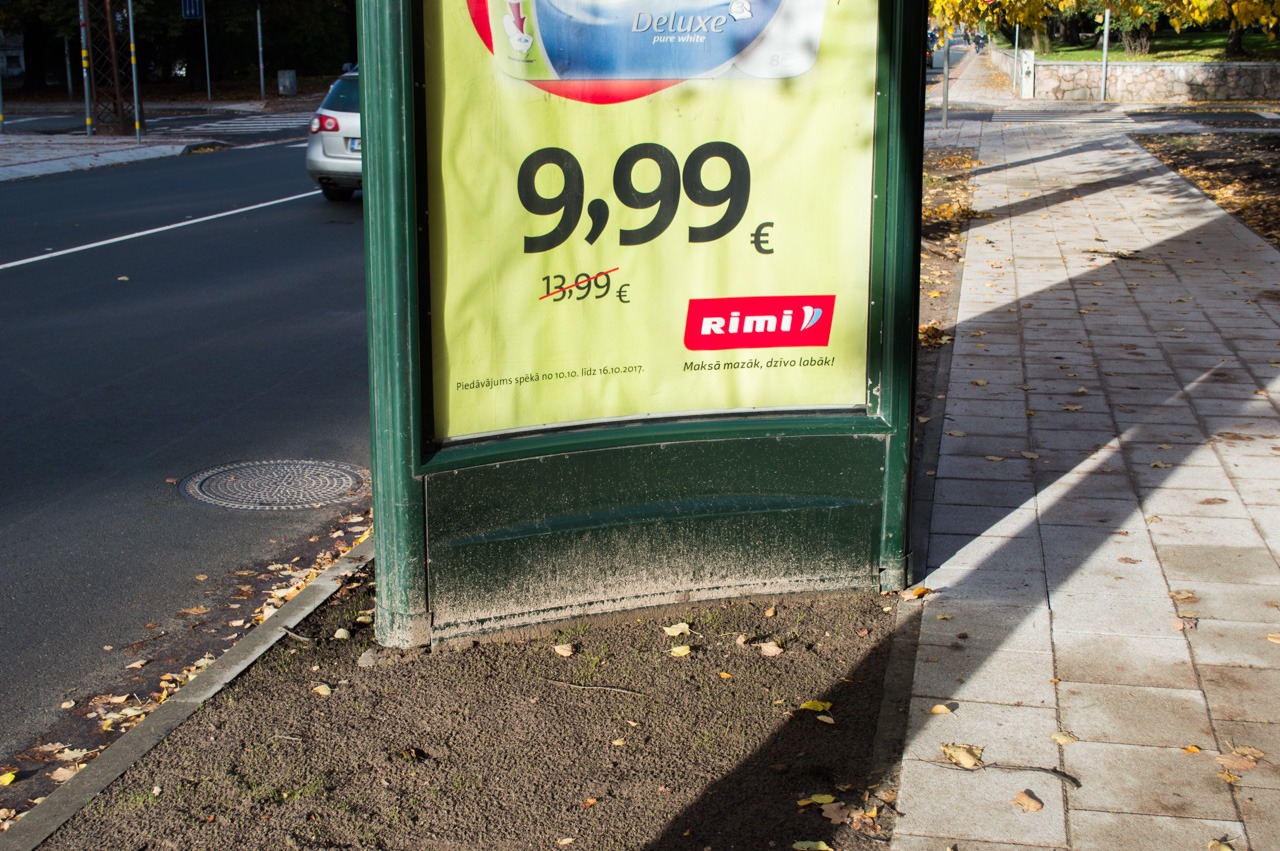 Deluxe
pure white
9,99 €
13,99 €
Rimi
Maksā mazāk, dzīvo labāk!
Piedāvājums spēkā no 10.10. līdz 16.10.2017.